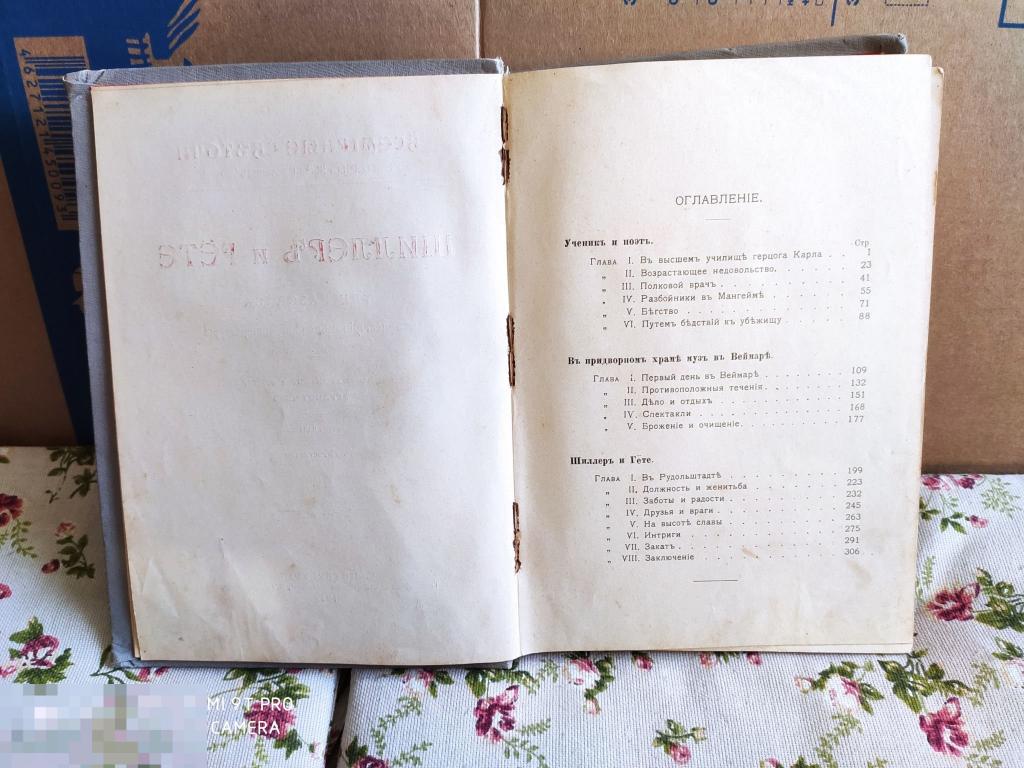 4627121450093
ОГЛАВЛЕНІЕ.
Ученикъ и поэтъ.
Стр
Глава I. Въ высшемъ училищѣ герцога Карла . . 1
„ II. Возрастающее недовольство. . . . . . . 23
„ III. Полковой врачъ . . . . . . . . . . . 41
„ IV. Разбойники въ Мангеймѣ . . . . . . . 55
„ V. Бѣгство . . . . . . . . . . . . . . 71
„ VI. Путемъ бѣдствій къ убѣжищу . . . . . 88
Въ придворномъ храмѣ музъ въ Веймарѣ.
Глава I. Первый день въ Веймарѣ . . . . . . . . 109
„ II. Противоположныя теченія . . . . . . . . 132
„ III. Дѣло и отдыхъ . . . . . . . . . . . 151
„ IV. Спектакли . . . . . . . . . . . . . 168
„ V. Броженіе и очищеніе. . . . . . . . . . 177
Шиллеръ и Гете.
Глава I. Въ Рудольштадтѣ . . . . . . . . . . 199
„ II. Должность и женитьба . . . . . . . . 223
„ III. Заботы и радости . . . . . . . . . . 232
„ IV. Друзья и враги . . . . . . . . . . . 245
„ V. На высотѣ славы . . . . . . . . . . 263
„ VI. Интриги . . . . . . . . . . . . . . 275
„ VII. Закатъ . . . . . . . . . . . . . . 291
„ VIII. Заключеніе . . . . . . . . . . . . 306
MI 9T PRO
CAMERA